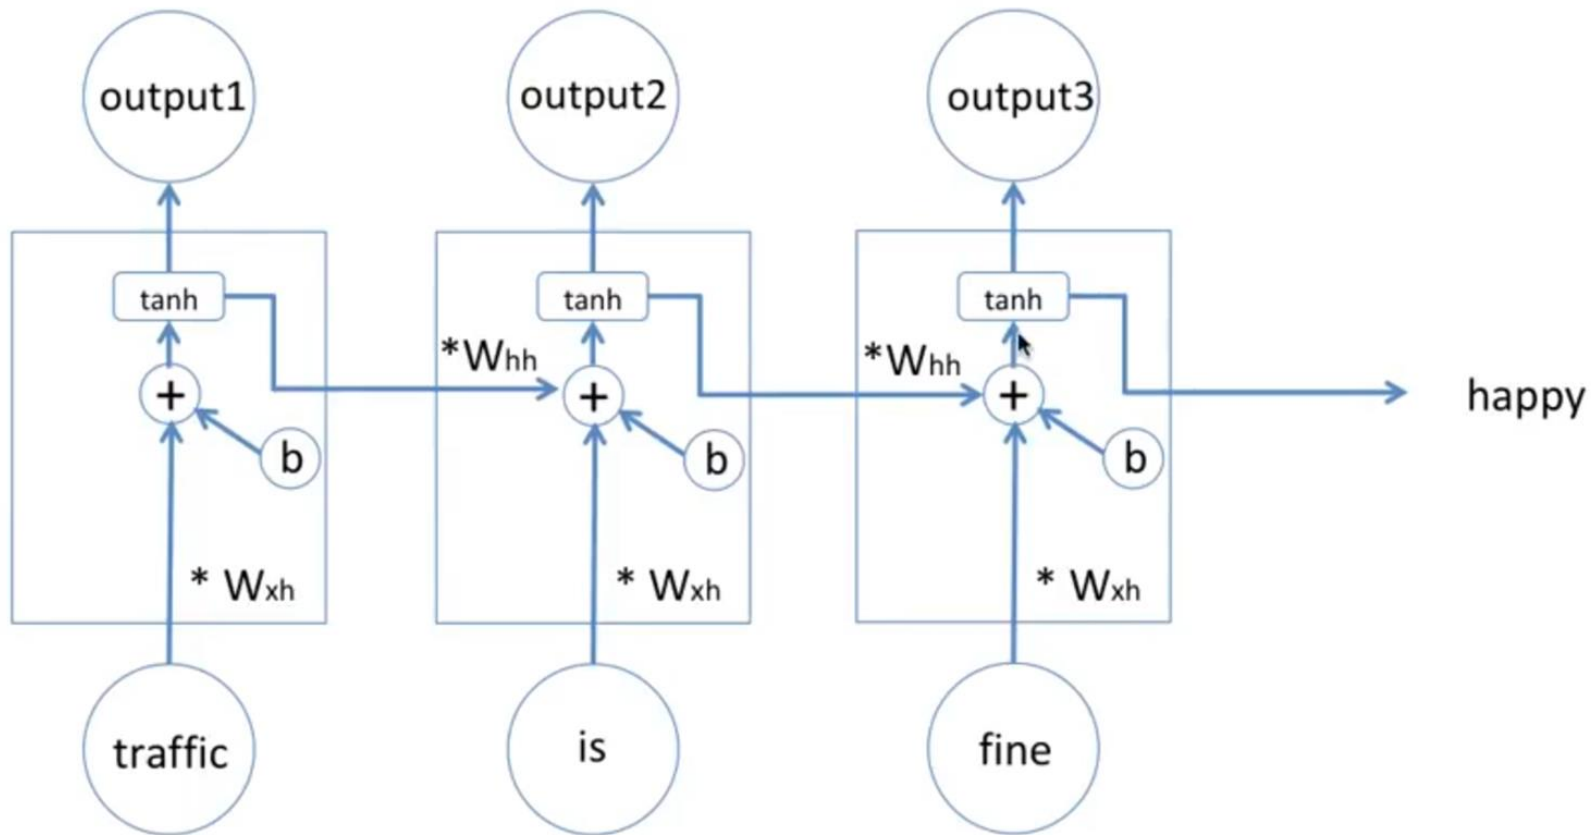 output1
output2
output3
tanh
tanh
tanh
*Whh
*Whh
+
+
+
happy
b
b
b
* Wxh
* Wxh
* Wxh
traffic
is
fine